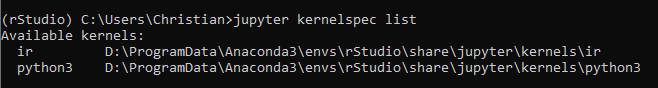 (rStudio) C:\Users\Christian>jupyter kernelspec list
Available kernels:
  ir         D:\ProgramData\Anaconda3\envs\rStudio\share\jupyter\kernels\ir
  python3    D:\ProgramData\Anaconda3\envs\rStudio\share\jupyter\kernels\python3